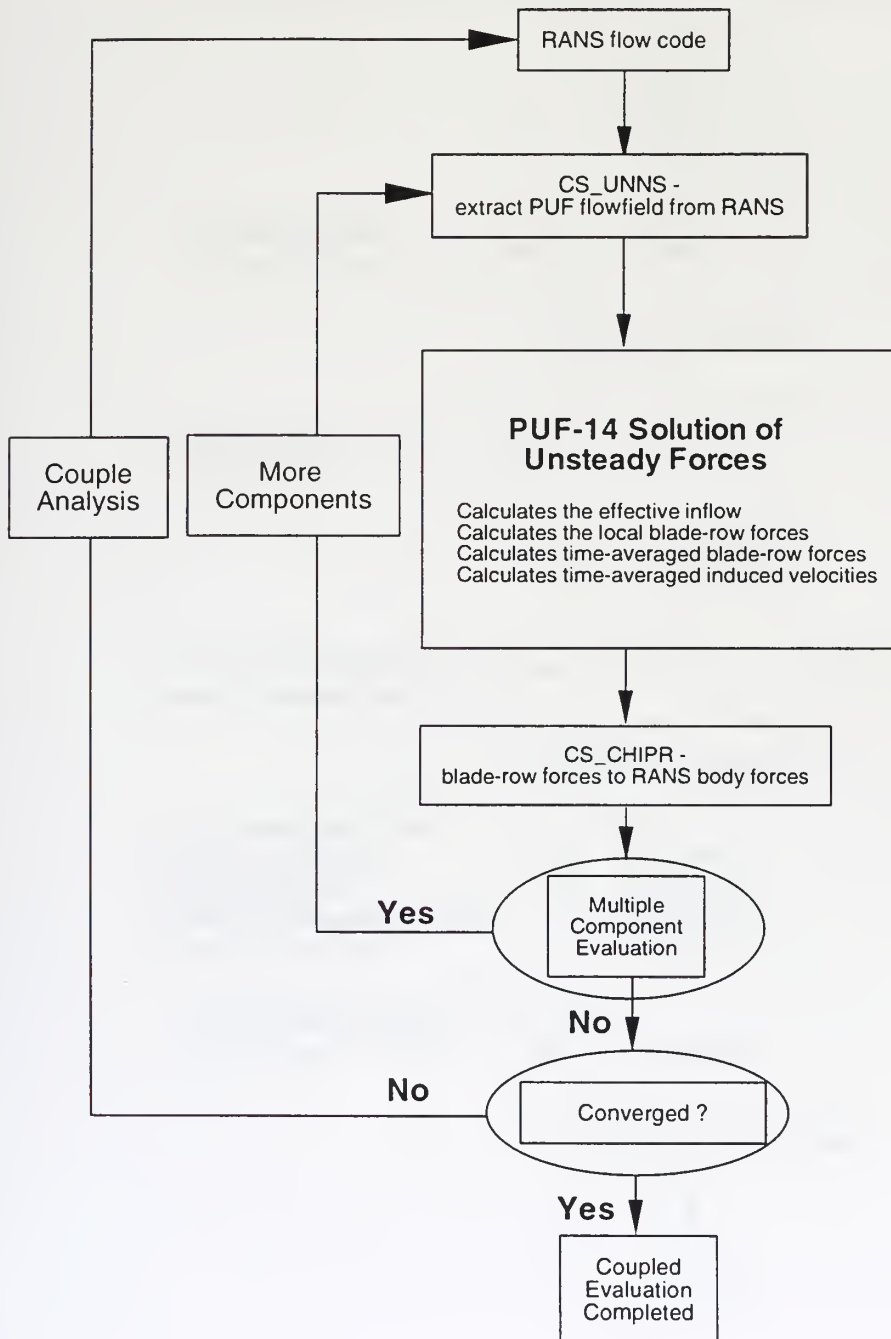 RANS flow code
CS_UNNS -
extract PUF flowfield from RANS
PUF-14 Solution of
Unsteady Forces
Calculates the effective inflow
Calculates the local blade-row forces
Calculates time-averaged blade-row forces
Calculates time-averaged induced velocities
Couple
Analysis
More
Components
CS_CHIPR -
blade-row forces to RANS body forces
Yes
Multiple
Component
Evaluation
No
No
Converged ?
Yes
Coupled
Evaluation
Completed